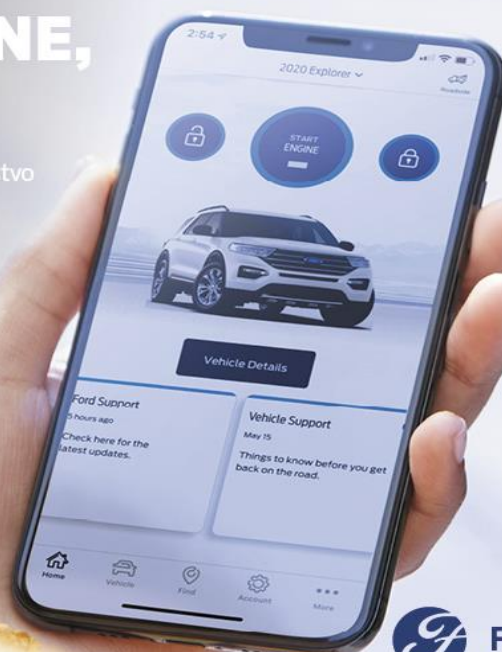 NE,
tvo
2:54
2020 Explorer
Roadside
START
ENGINE
Ford
Vehicle Details
Ford Support
5 hours ago
Check here for the
latest updates.
Vehicle Support
May 15
Things to know before you get
back on the road.
Home
Vehicle
Find
Account
More
F